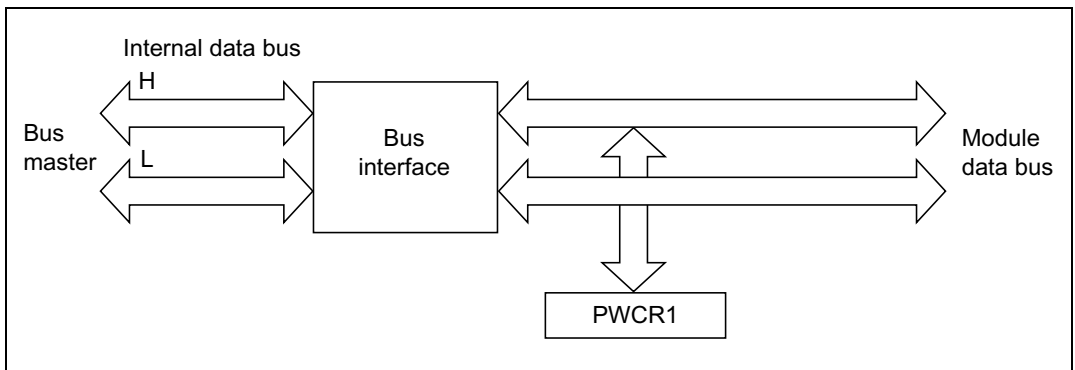 Internal data bus
H
Bus
master
L
Bus
interface
Module
data bus
PWCR1